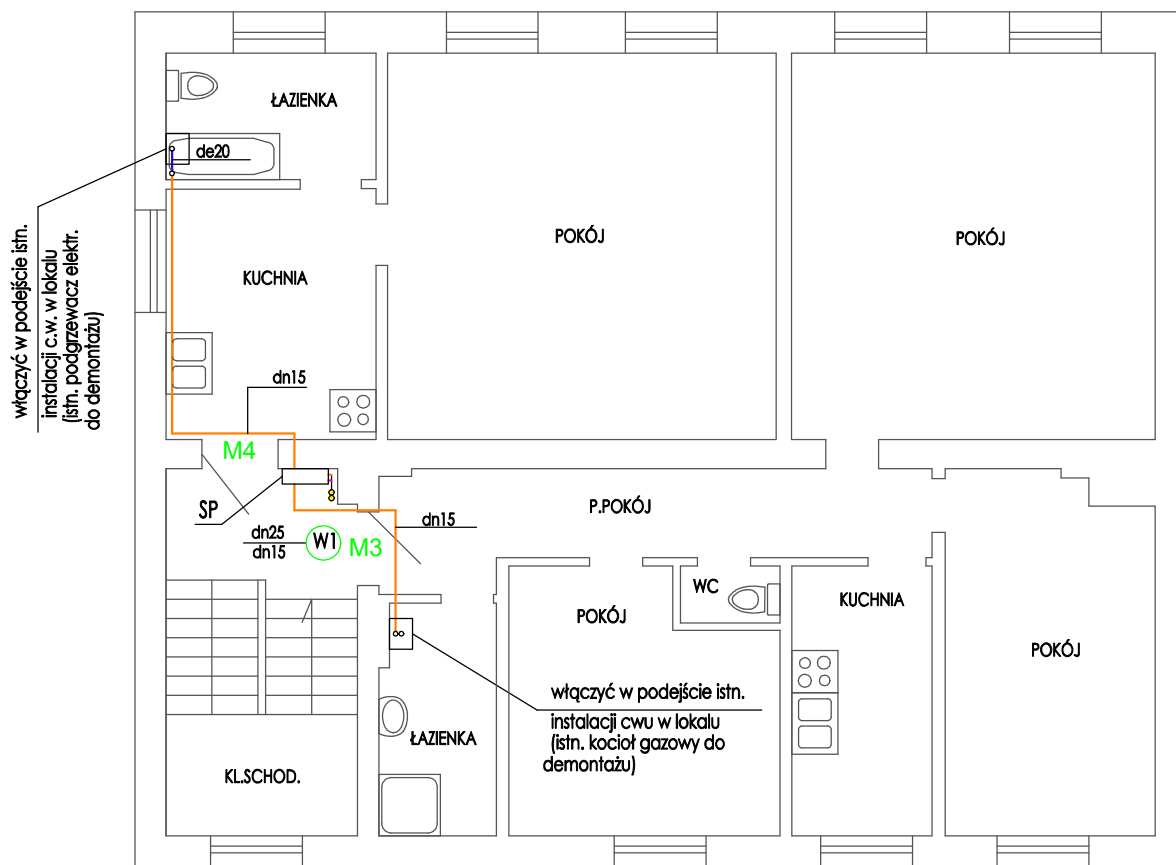 ŁAZIENKA
de20
włączyć w podejście istn.
instalacji c.w. w lokalu
(istn. podgrzewacz elektr.
do demontażu)
POKÓJ
POKÓJ
KUCHNIA
dn15
M4
SP
P.POKÓJ
dn15
dn25
dn15
W1
M3
WC
POKÓJ
KUCHNIA
POKÓJ
włączyć w podejście istn.
instalacji cwu w lokalu
(istn. kocioł gazowy do
demontażu)
ŁAZIENKA
KL.SCHOD.